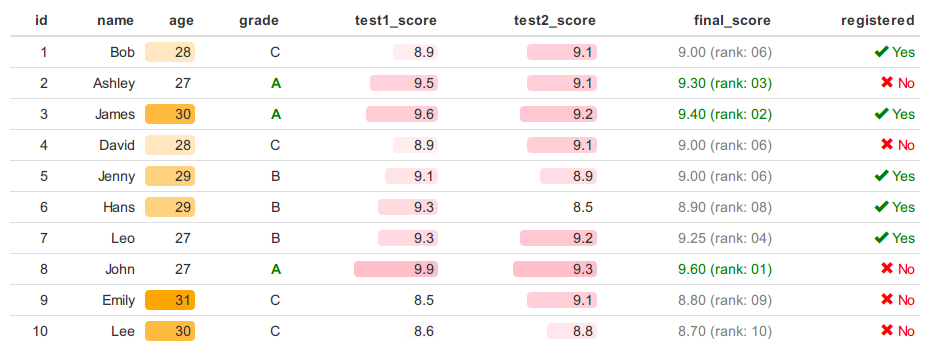 id name age grade test1_score test2_score final_score registered
1 Bob 28 C 8.9 9.1 9.00 (rank: 06) ✔ Yes
2 Ashley 27 A 9.5 9.1 9.30 (rank: 03) ✖ No
3 James 30 A 9.6 9.2 9.40 (rank: 02) ✔ Yes
4 David 28 C 8.9 9.1 9.00 (rank: 06) ✖ No
5 Jenny 29 B 9.1 8.9 9.00 (rank: 06) ✔ Yes
6 Hans 29 B 9.3 8.5 8.90 (rank: 08) ✔ Yes
7 Leo 27 B 9.3 9.2 9.25 (rank: 04) ✔ Yes
8 John 27 A 9.9 9.3 9.60 (rank: 01) ✖ No
9 Emily 31 C 8.5 9.1 8.80 (rank: 09) ✖ No
10 Lee 30 C 8.6 8.8 8.70 (rank: 10) ✖ No